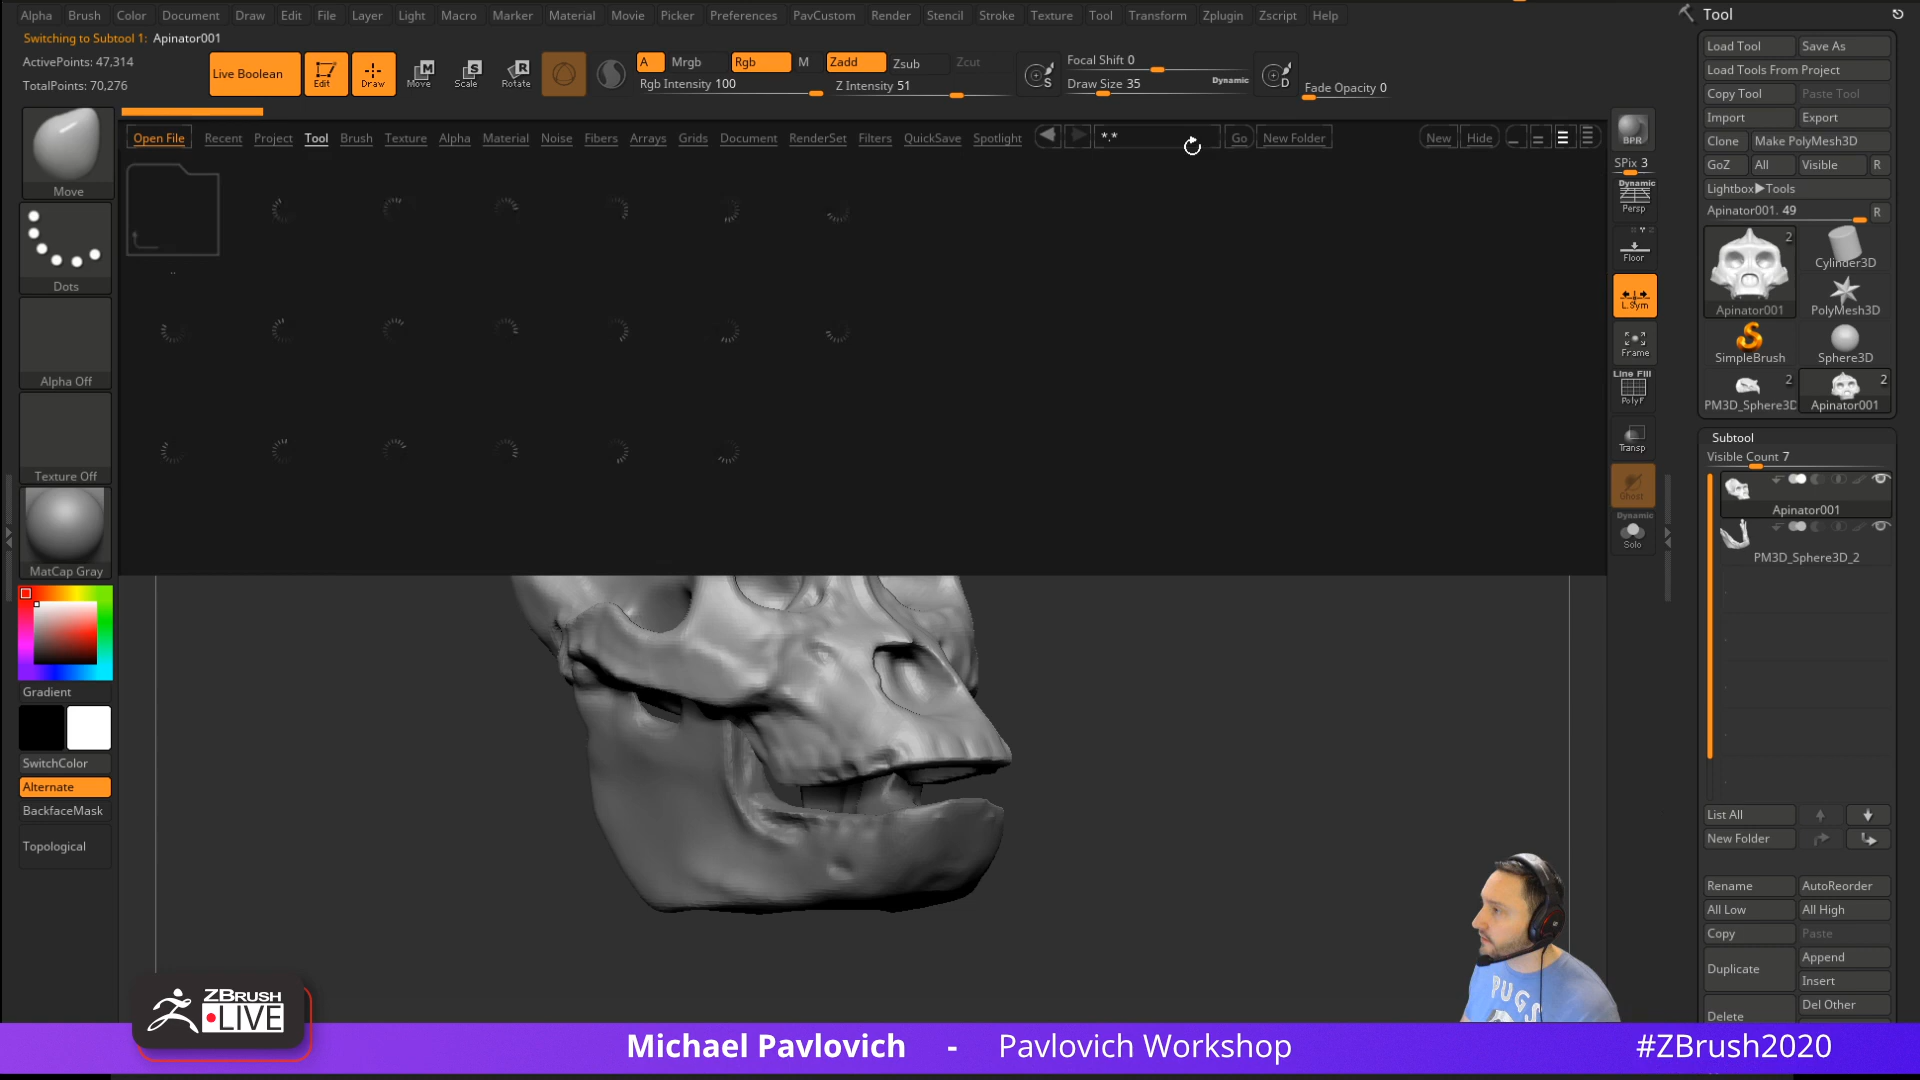 Alpha Brush Color Document Draw Edit File Layer Light Macro Marker Material Movie Picker Preferences PavCustom Render Stencil Stroke Texture Tool Transform Zplugin Zscript Help
Tool
Switching to Subtool 1: Apinator001
ActivePoints: 47,314
TotalPoints: 70,276
Live Boolean
Edit
Draw
Move
Scale
Rotate
A Mrgb Rgb M Zadd Zsub Zcut
Rgb Intensity 100 Z Intensity 51
Focal Shift 0
Draw Size 35 Dynamic
Fade Opacity 0
Open File Recent Project Tool Brush Texture Alpha Material Noise Fibers Arrays Grids Document RenderSet Filters QuickSave Spotlight *.* Go New Folder New Hide
..
Move
Dots
Alpha Off
Texture Off
MatCap Gray
Gradient
SwitchColor
Alternate
BackfaceMask
Topological
BPR
SPix 3
Dynamic
Persp
Floor
L.Sym
Frame
Line Fill
PolyF
Transp
Ghost
Dynamic
Solo
Load Tool Save As
Load Tools From Project
Copy Tool Paste Tool
Import Export
Clone Make PolyMesh3D
GoZ All Visible R
Lightbox▶Tools
Apinator001. 49 R
2
Apinator001
Cylinder3D
PolyMesh3D
SimpleBrush
Sphere3D
2
PM3D_Sphere3D
2
Apinator001
Subtool
Visible Count 7
Apinator001
PM3D_Sphere3D_2
List All
New Folder
Rename AutoReorder
All Low All High
Copy Paste
Duplicate Append
Insert
Delete Del Other
PUGS
ZBRUSH
LIVE
Michael Pavlovich - Pavlovich Workshop
#ZBrush2020